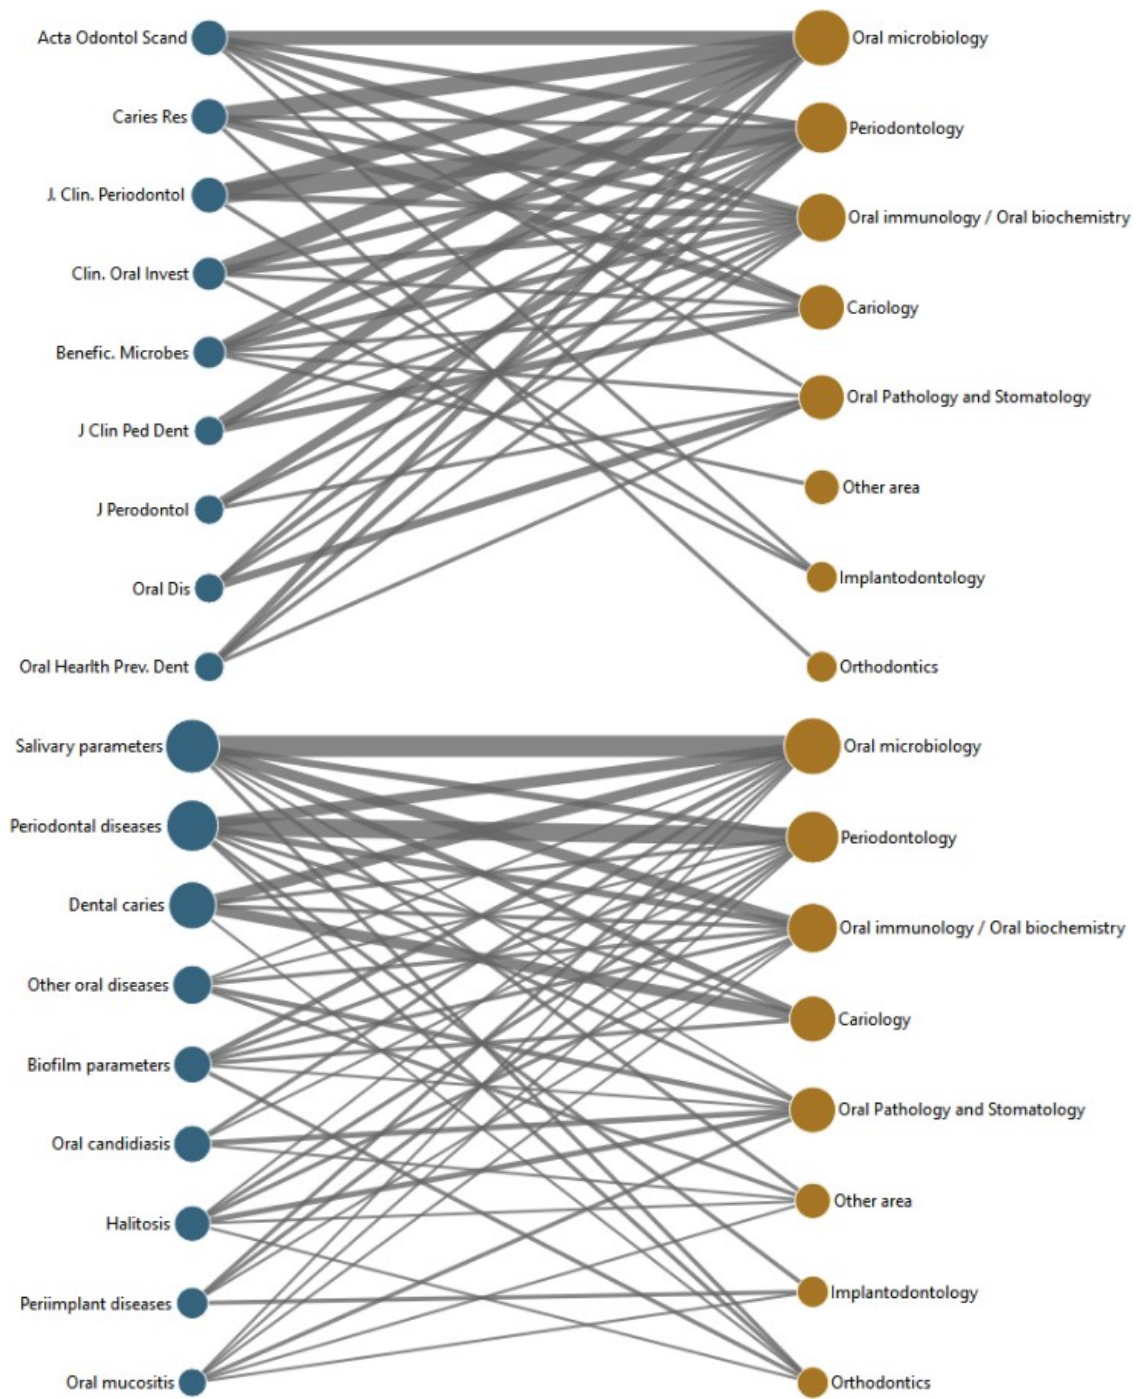 Acta Odontol Scand
Oral microbiology
Caries Res
Periodontology
J. Clin. Periodontol
Oral immunology / Oral biochemistry
Clin. Oral Invest
Cariology
Benefic. Microbes
Oral Pathology and Stomatology
J Clin Ped Dent
Other area
J Perodontol
Implantodontology
Oral Dis
Oral Hearlth Prev. Dent
Orthodontics
Salivary parameters
Oral microbiology
Periodontal diseases
Periodontology
Dental caries
Oral immunology / Oral biochemistry
Other oral diseases
Cariology
Biofilm parameters
Oral Pathology and Stomatology
Oral candidiasis
Other area
Halitosis
Implantodontology
Periimplant diseases
Oral mucositis
Orthodontics